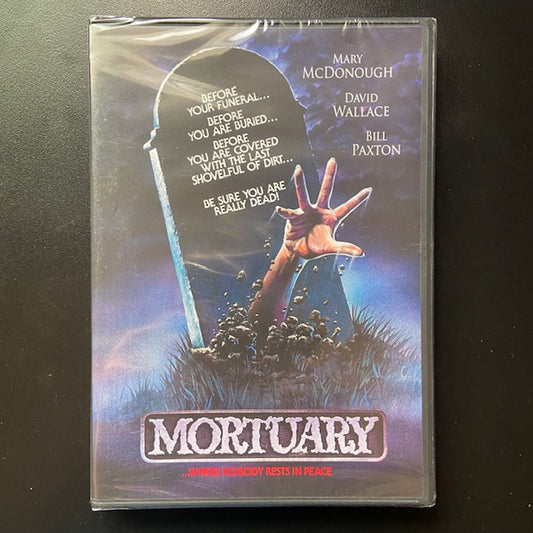 BEFORE
YOUR FUNERAL...
BEFORE
YOU ARE BURIED...
BEFORE
YOU ARE COVERED
WITH THE LAST
SHOVELFUL OF DIRT...
BE SURE YOU ARE
REALLY DEAD!
MARY
MCDONOUGH
DAVID
WALLACE
BILL
PAXTON
MORTUARY
...WHERE NOBODY RESTS IN PEACE